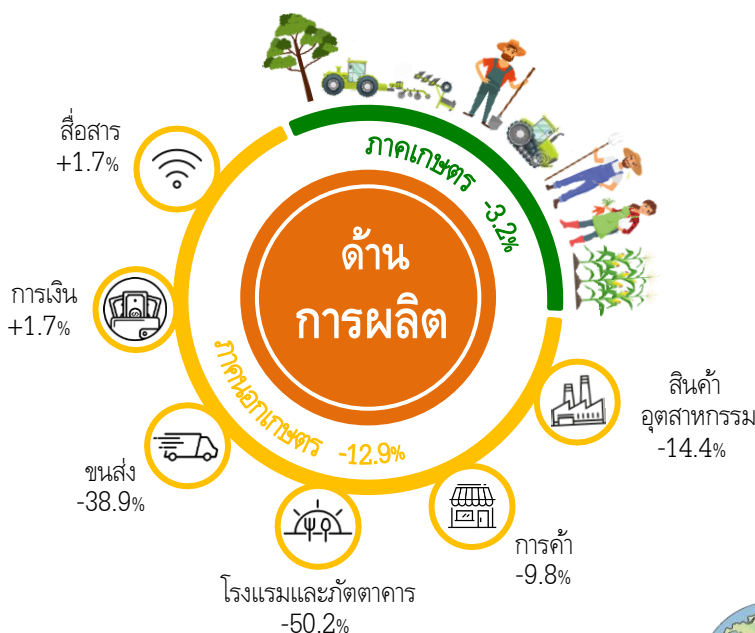 ด้าน
การผลิต
ภาคเกษตร -3.2%
ภาคนอกเกษตร -12.9%
สื่อสาร
+1.7%
การเงิน
+1.7%
ขนส่ง
-38.9%
โรงแรมและภัตตาคาร
-50.2%
การค้า
-9.8%
สินค้า
อุตสาหกรรม
-14.4%